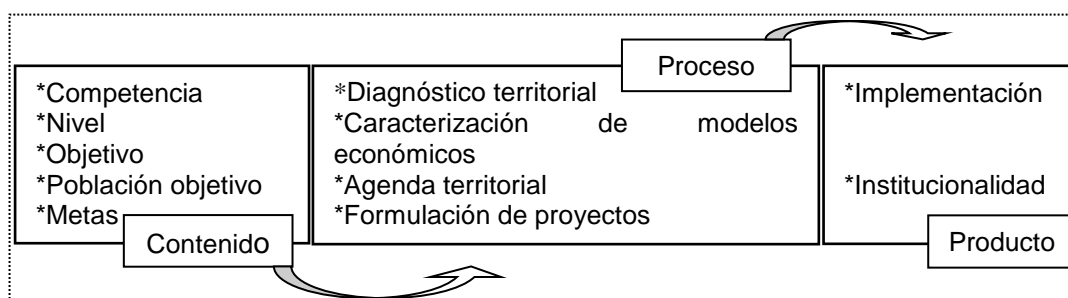 *Competencia
*Nivel
*Objetivo
*Población objetivo
*Metas
Contenido
Proceso
*Diagnóstico territorial
*Caracterización de modelos
económicos
*Agenda territorial
*Formulación de proyectos
*Implementación
*Institucionalidad
Producto